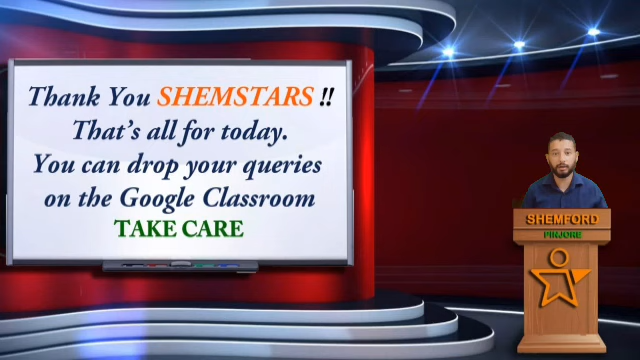 Thank You SHEMSTARS !!
That's all for today.
You can drop your queries
on the Google Classroom
TAKE CARE
SHEMFORD
PINJORE